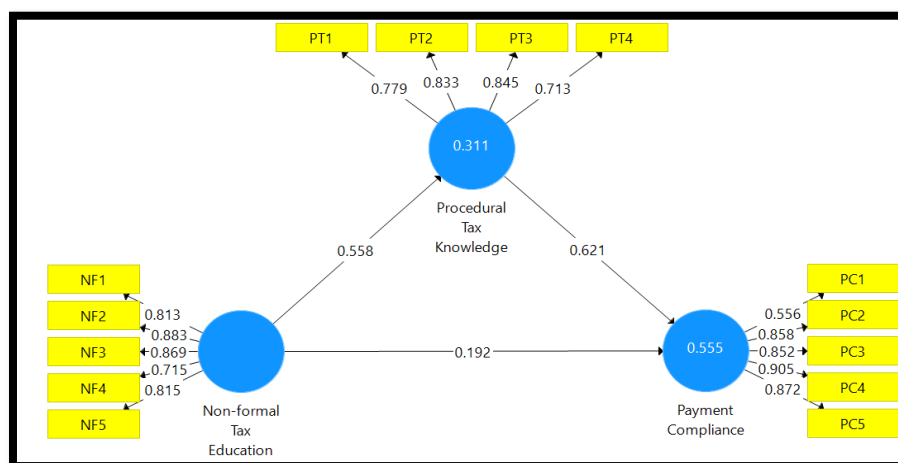 PT1 PT2 PT3 PT4
0.779 0.833 0.845 0.713
0.311
Procedural
Tax
Knowledge
0.558 0.621
NF1
NF2
NF3
NF4
NF5
0.813
0.883
0.869
0.715
0.815
Non-formal
Tax
Education
0.192
0.555
Payment
Compliance
0.556
0.858
0.852
0.905
0.872
PC1
PC2
PC3
PC4
PC5